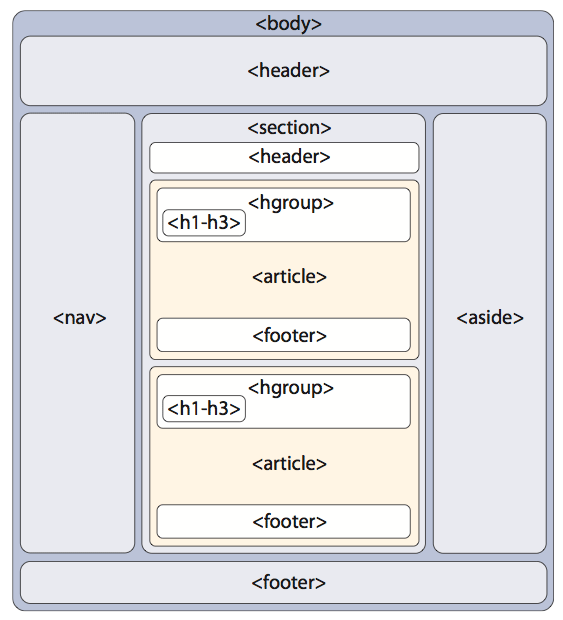 <body>
<header>
<nav>
<section>
<header>
<hgroup>
<h1-h3>
<article>
<footer>
<hgroup>
<h1-h3>
<article>
<footer>
<aside>
<footer>